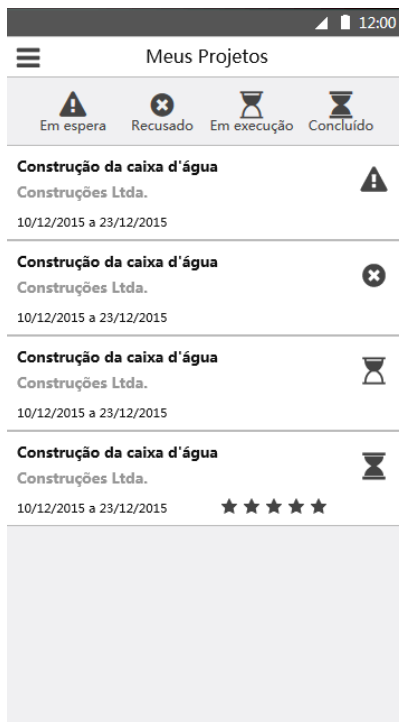 12:00
Meus Projetos
Em espera Recusado Em execução Concluído
Construção da caixa d'água
Construções Ltda.
10/12/2015 a 23/12/2015
Construção da caixa d'água
Construções Ltda.
10/12/2015 a 23/12/2015
Construção da caixa d'água
Construções Ltda.
10/12/2015 a 23/12/2015
Construção da caixa d'água
Construções Ltda.
10/12/2015 a 23/12/2015